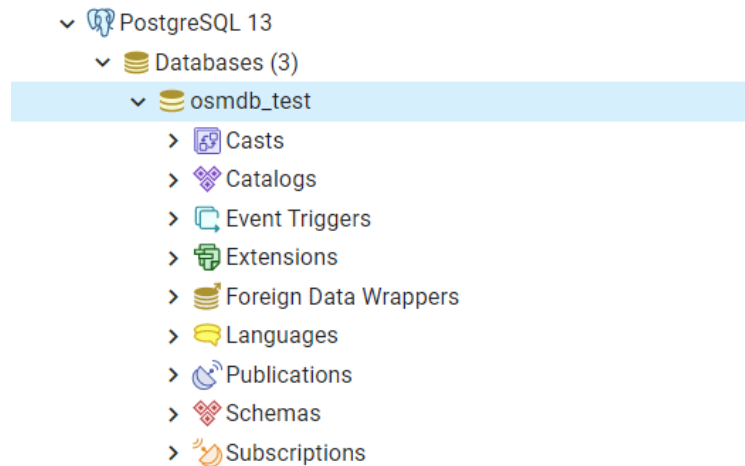 PostgreSQL 13
Databases (3)
osmdb_test
Casts
Catalogs
Event Triggers
Extensions
Foreign Data Wrappers
Languages
Publications
Schemas
Subscriptions